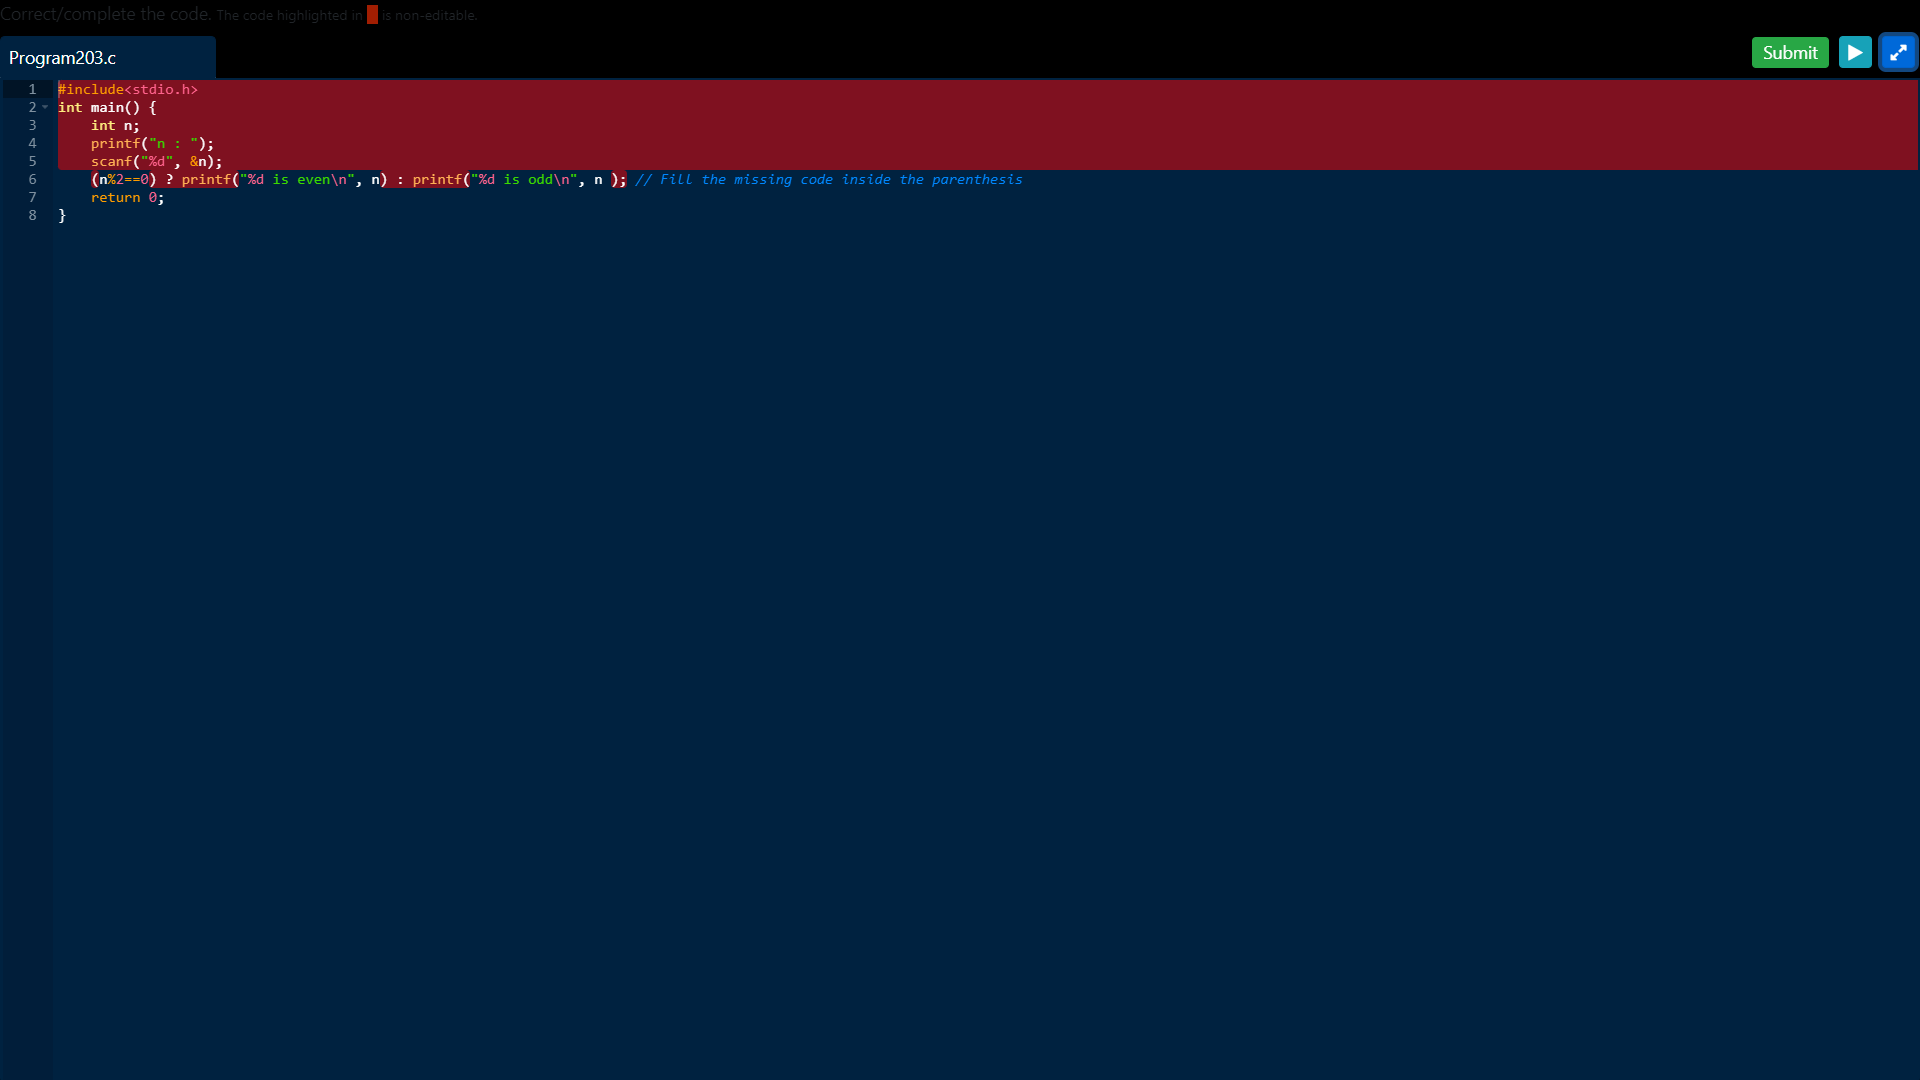 Correct/complete the code. The code highlighted in is non-editable.
Program203.c
Submit
1 #include<stdio.h>
2 int main() {
3 int n;
4 printf("n : ");
5 scanf("%d", &n);
6 (n%2==0) ? printf("%d is even\n", n) : printf("%d is odd\n", n ); // Fill the missing code inside the parenthesis
7 return 0;
8 }